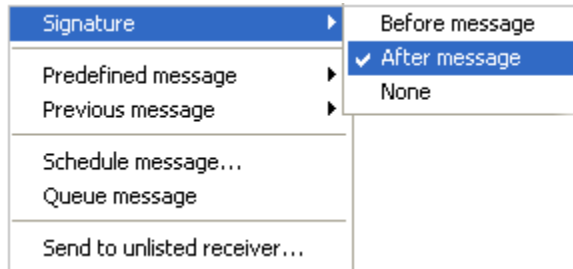 Signature
Before message
After message
None
Predefined message
Previous message
Schedule message...
Queue message
Send to unlisted receiver...